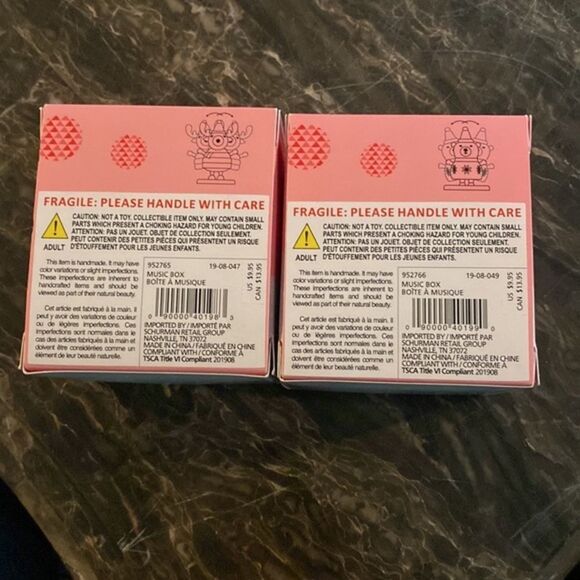 FRAGILE: PLEASE HANDLE WITH CARE
CAUTION: NOT A TOY. COLLECTIBLE ITEM ONLY. MAY CONTAIN SMALL
PARTS WHICH PRESENT A CHOKING HAZARD FOR YOUNG CHILDREN.
ATTENTION: PAS UN JOUET. OBJET DE COLLECTION SEULEMENT.
PEUT CONTENIR DES PETITES PIÈCES QUI PRÉSENTENT UN RISQUE
ADULT D'ÉTOUFFEMENT POUR LES JEUNES ENFANTS.
This item is handmade. It may have
color variations or slight imperfections.
These imperfections are inherent to
handcrafted items and should be
viewed as part of their natural beauty.
Cet article est fabriqué à la main. Il
peut y avoir des variations de couleur
ou de légères imperfections. Ces
imperfections sont normales dans le
cas des articles fabriqués à la main et
doivent être considérées comme un
élément de leur beauté naturelle.
952765 19-08-047
MUSIC BOX
BOÎTE À MUSIQUE
US $9.95
CAN $13.95
0 90000 40198 3
IMPORTED BY / IMPORTÉ PAR
SCHURMAN RETAIL GROUP
NASHVILLE, TN 37072
MADE IN CHINA / FABRIQUÉ EN CHINE
COMPLIANT WITH / CONFORME À
TSCA Title VI Compliant 201908
FRAGILE: PLEASE HANDLE WITH CARE
CAUTION: NOT A TOY. COLLECTIBLE ITEM ONLY. MAY CONTAIN SMALL
PARTS WHICH PRESENT A CHOKING HAZARD FOR YOUNG CHILDREN.
ATTENTION: PAS UN JOUET. OBJET DE COLLECTION SEULEMENT.
PEUT CONTENIR DES PETITES PIÈCES QUI PRÉSENTENT UN RISQUE
ADULT D'ÉTOUFFEMENT POUR LES JEUNES ENFANTS.
This item is handmade. It may have
color variations or slight imperfections.
These imperfections are inherent to
handcrafted items and should be
viewed as part of their natural beauty.
Cet article est fabriqué à la main. Il
peut y avoir des variations de couleur
ou de légères imperfections. Ces
imperfections sont normales dans le
cas des articles fabriqués à la main et
doivent être considérées comme un
élément de leur beauté naturelle.
952766 19-08-049
MUSIC BOX
BOÎTE À MUSIQUE
US $9.95
CAN $13.95
0 90000 40199 0
IMPORTED BY / IMPORTÉ PAR
SCHURMAN RETAIL GROUP
NASHVILLE, TN 37072
MADE IN CHINA / FABRIQUÉ EN CHINE
COMPLIANT WITH / CONFORME À
TSCA Title VI Compliant 201908